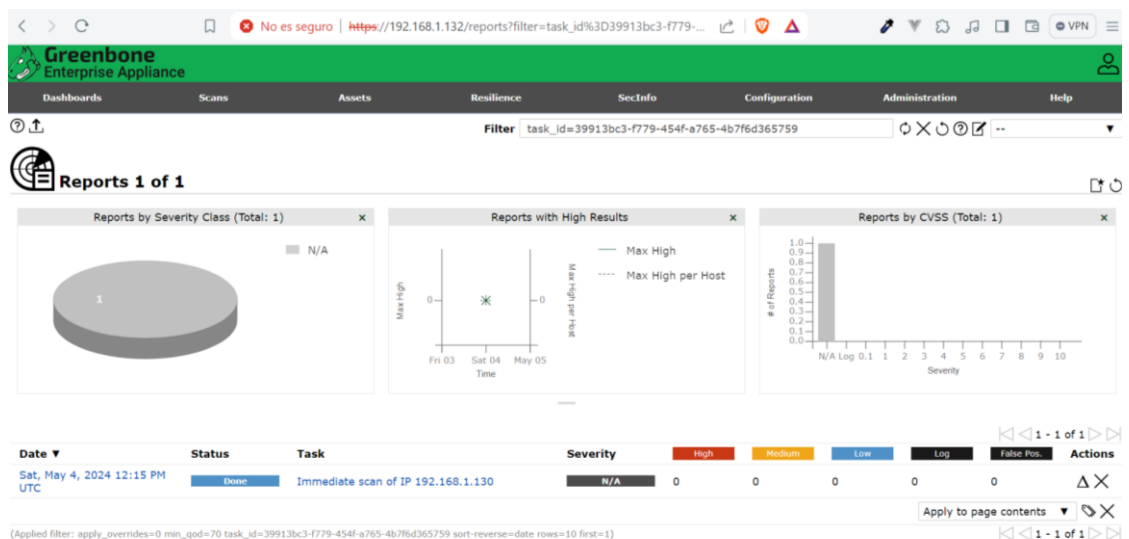 No es seguro | https://192.168.1.132/reports?filter=task_id%3D39913bc3-f779-... VPN
Greenbone
Enterprise Appliance
Dashboards Scans Assets Resilience SecInfo Configuration Administration Help
Filter task_id=39913bc3-f779-454f-a765-4b7f6d365759 --
Reports 1 of 1
Reports by Severity Class (Total: 1) ×
N/A
1
Reports with High Results ×
Max High
Max High per Host
Max High
0
0
Max High per Host
Fri 03 Sat 04 May 05
Time
Reports by CVSS (Total: 1) ×
# of Reports
1.0
0.9
0.8
0.7
0.6
0.5
0.4
0.3
0.2
0.1
0.0
N/A Log 0.1 1 2 3 4 5 6 7 8 9 10
Severity
1 - 1 of 1
Date ▼ Status Task Severity High Medium Low Log False Pos. Actions
Sat, May 4, 2024 12:15 PM
UTC
Done Immediate scan of IP 192.168.1.130 N/A 0 0 0 0 0
Apply to page contents ▼
(Applied filter: apply_overrides=0 min_qod=70 task_id=39913bc3-f779-454f-a765-4b7f6d365759 sort-reverse=date rows=10 first=1) 1 - 1 of 1